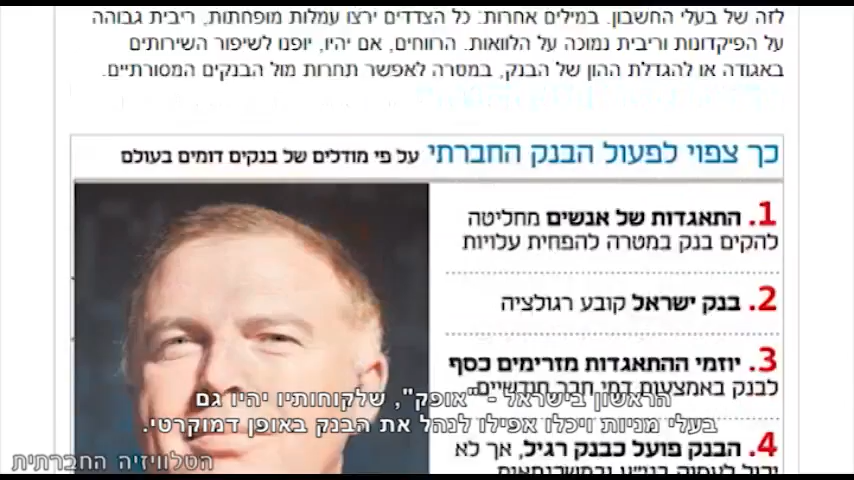 לזה של בעלי החשבון. במילים אחרות: כל הצדדים ירצו עמלות מופחתות, ריבית גבוהה
על הפיקדונות וריבית נמוכה על הלוואות. הרווחים, אם יהיו, יופנו לשיפור השירותים
באגודה או להגדלת ההון של הבנק, במטרה לאפשר תחרות מול הבנקים המסורתיים.
כך צפוי לפעול הבנק החברתי על פי מודלים של בנקים דומים בעולם
1. התאגדות של אנשים מחליטה
להקים בנק במטרה להפחית עלויות
2. בנק ישראל קובע רגולציה
3. יוזמי ההתאגדות מזרימים כסף
לבנק באמצעות דמי חבר חודשיים
4. הבנק פועל כבנק רגיל, אך לא
הראשון בישראל - "אופק", שלקוחותיו יהיו גם
בעלי מניות ויכלו אפילו לנהל את הבנק באופן דמוקרטי.
הטלוויזיה החברתית